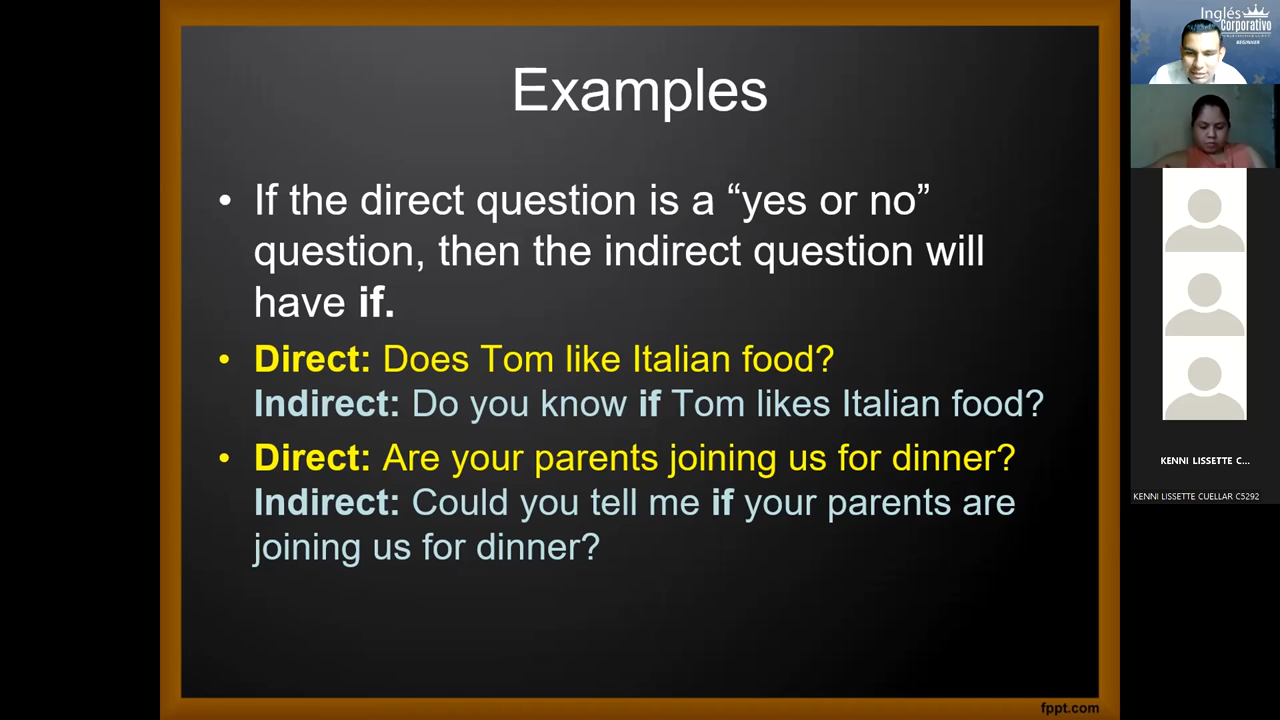 Examples
• If the direct question is a “yes or no”
question, then the indirect question will
have if.
• Direct: Does Tom like Italian food?
Indirect: Do you know if Tom likes Italian food?
• Direct: Are your parents joining us for dinner?
Indirect: Could you tell me if your parents are
joining us for dinner?
fppt.com
Inglés
Corporativo
BEGINNER
KENNI LISSETTE C...
KENNI LISSETTE CUELLAR C5292